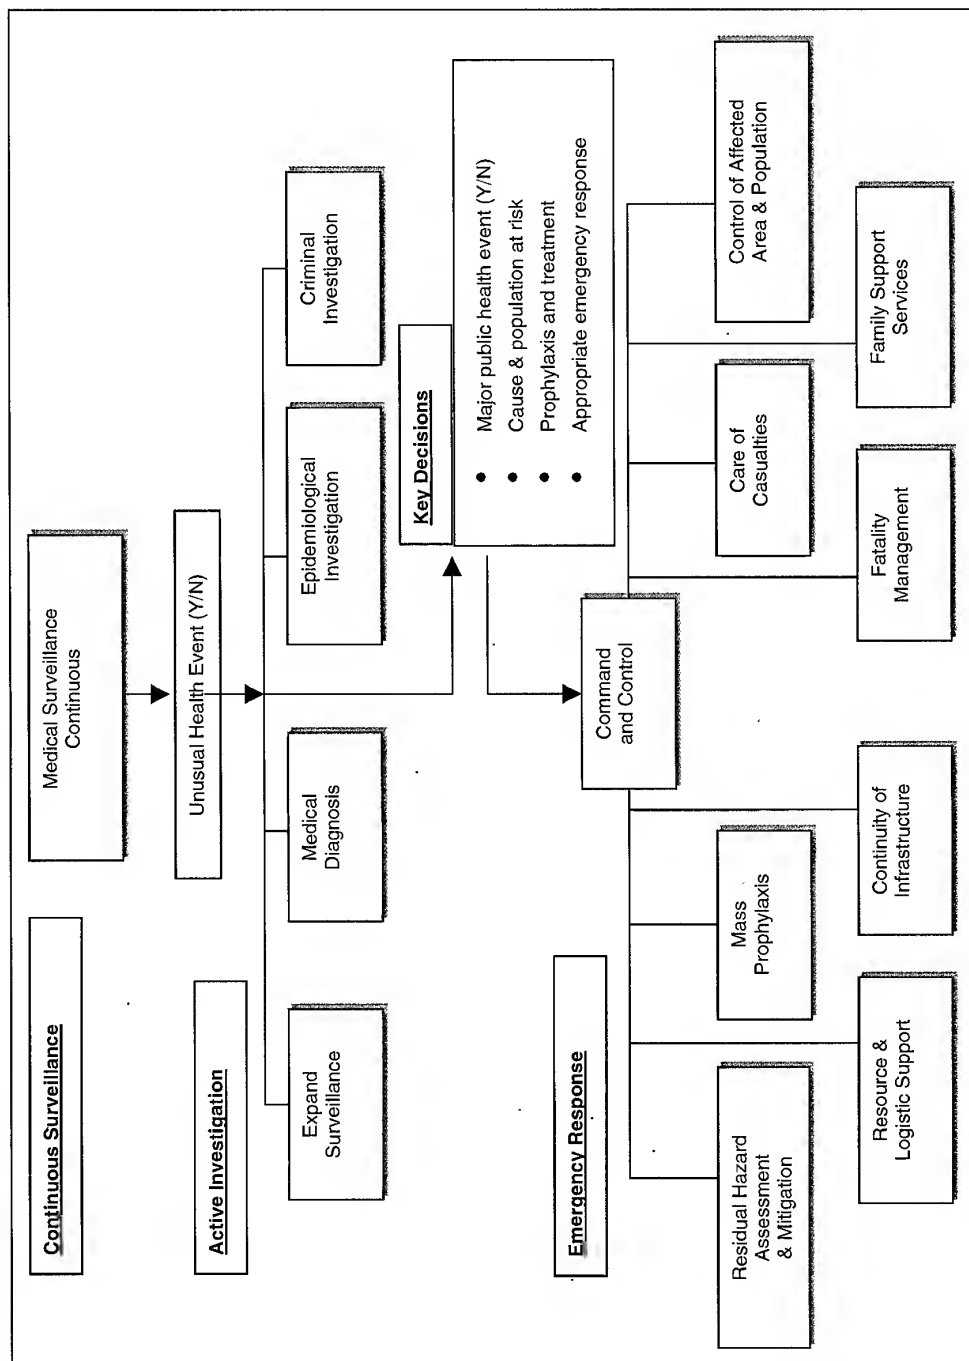 Continuous Surveillance
Medical Surveillance
Continuous
Unusual Health Event (Y/N)
Active Investigation
Expand
Surveillance
Medical
Diagnosis
Epidemiological
Investigation
Criminal
Investigation
Key Decisions
● Major public health event (Y/N)
● Cause & population at risk
● Prophylaxis and treatment
● Appropriate emergency response
Emergency Response
Command
and Control
Residual Hazard
Assessment
& Mitigation
Mass
Prophylaxis
Care of
Casualties
Control of Affected
Area & Population
Resource &
Logistic Support
Continuity of
Infrastructure
Fatality
Management
Family Support
Services